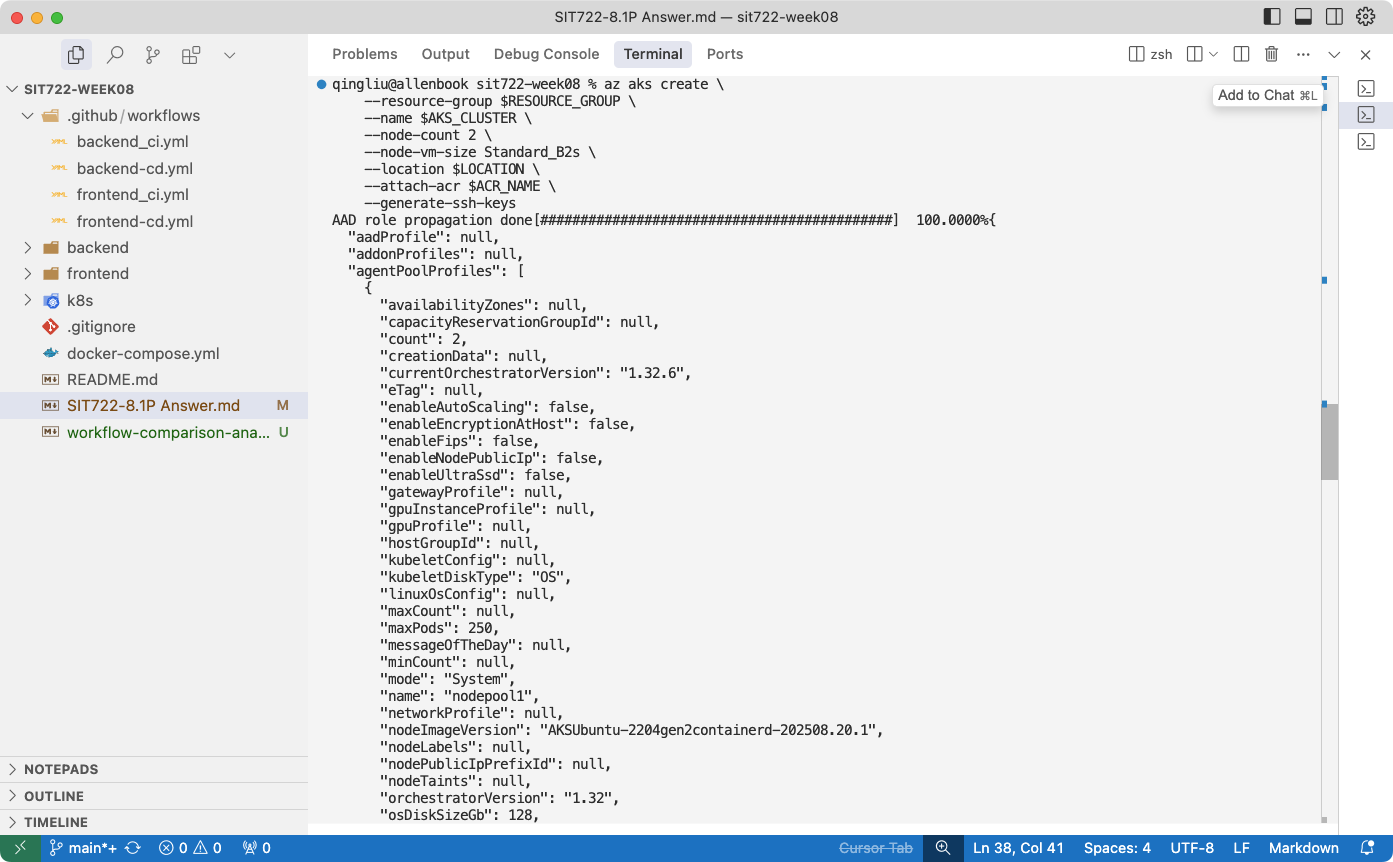 SIT722-8.1P Answer.md — sit722-week08
Problems Output Debug Console Terminal Ports zsh
SIT722-WEEK08
.github/workflows
backend_ci.yml
backend-cd.yml
frontend_ci.yml
frontend-cd.yml
backend
frontend
k8s
.gitignore
docker-compose.yml
README.md
SIT722-8.1P Answer.md M
workflow-comparison-ana... U
NOTEPADS
OUTLINE
TIMELINE
qingliu@allenbook sit722-week08 % az aks create \
    --resource-group $RESOURCE_GROUP \
    --name $AKS_CLUSTER \
    --node-count 2 \
    --node-vm-size Standard_B2s \
    --location $LOCATION \
    --attach-acr $ACR_NAME \
    --generate-ssh-keys
AAD role propagation done[############################################]  100.0000%{
  "aadProfile": null,
  "addonProfiles": null,
  "agentPoolProfiles": [
    {
      "availabilityZones": null,
      "capacityReservationGroupId": null,
      "count": 2,
      "creationData": null,
      "currentOrchestratorVersion": "1.32.6",
      "eTag": null,
      "enableAutoScaling": false,
      "enableEncryptionAtHost": false,
      "enableFips": false,
      "enableNodePublicIp": false,
      "enableUltraSsd": false,
      "gatewayProfile": null,
      "gpuInstanceProfile": null,
      "gpuProfile": null,
      "hostGroupId": null,
      "kubeletConfig": null,
      "kubeletDiskType": "OS",
      "linuxOsConfig": null,
      "maxCount": null,
      "maxPods": 250,
      "messageOfTheDay": null,
      "minCount": null,
      "mode": "System",
      "name": "nodepool1",
      "networkProfile": null,
      "nodeImageVersion": "AKSUbuntu-2204gen2containerd-202508.20.1",
      "nodeLabels": null,
      "nodePublicIpPrefixId": null,
      "nodeTaints": null,
      "orchestratorVersion": "1.32",
      "osDiskSizeGb": 128,
Add to Chat ⌘L
main*+ 0 0 0 Cursor Tab Ln 38, Col 41 Spaces: 4 UTF-8 LF Markdown